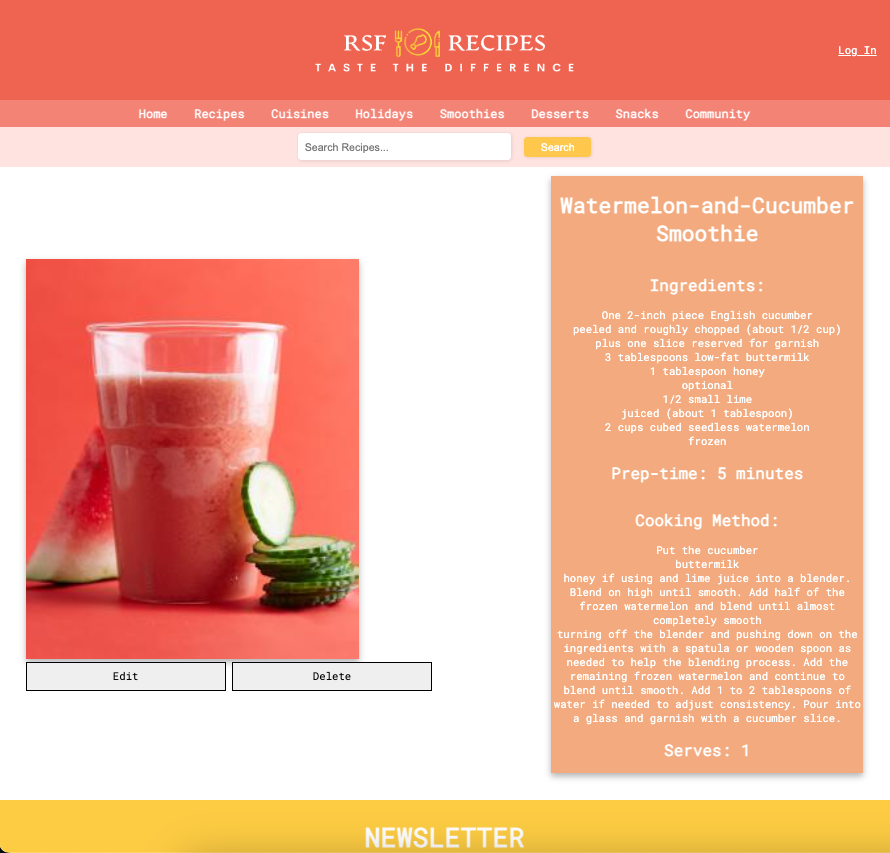 RSF RECIPES
TASTE THE DIFFERENCE
Log In
Home Recipes Cuisines Holidays Smoothies Desserts Snacks Community
Search Recipes... Search
Watermelon-and-Cucumber
Smoothie
Ingredients:
One 2-inch piece English cucumber
peeled and roughly chopped (about 1/2 cup)
plus one slice reserved for garnish
3 tablespoons low-fat buttermilk
1 tablespoon honey
optional
1/2 small lime
juiced (about 1 tablespoon)
2 cups cubed seedless watermelon
frozen
Prep-time: 5 minutes
Cooking Method:
Put the cucumber
buttermilk
honey if using and lime juice into a blender.
Blend on high until smooth. Add half of the
frozen watermelon and blend until almost
completely smooth
turning off the blender and pushing down on the
ingredients with a spatula or wooden spoon as
needed to help the blending process. Add the
remaining frozen watermelon and continue to
blend until smooth. Add 1 to 2 tablespoons of
water if needed to adjust consistency. Pour into
a glass and garnish with a cucumber slice.
Serves: 1
Edit Delete
NEWSLETTER